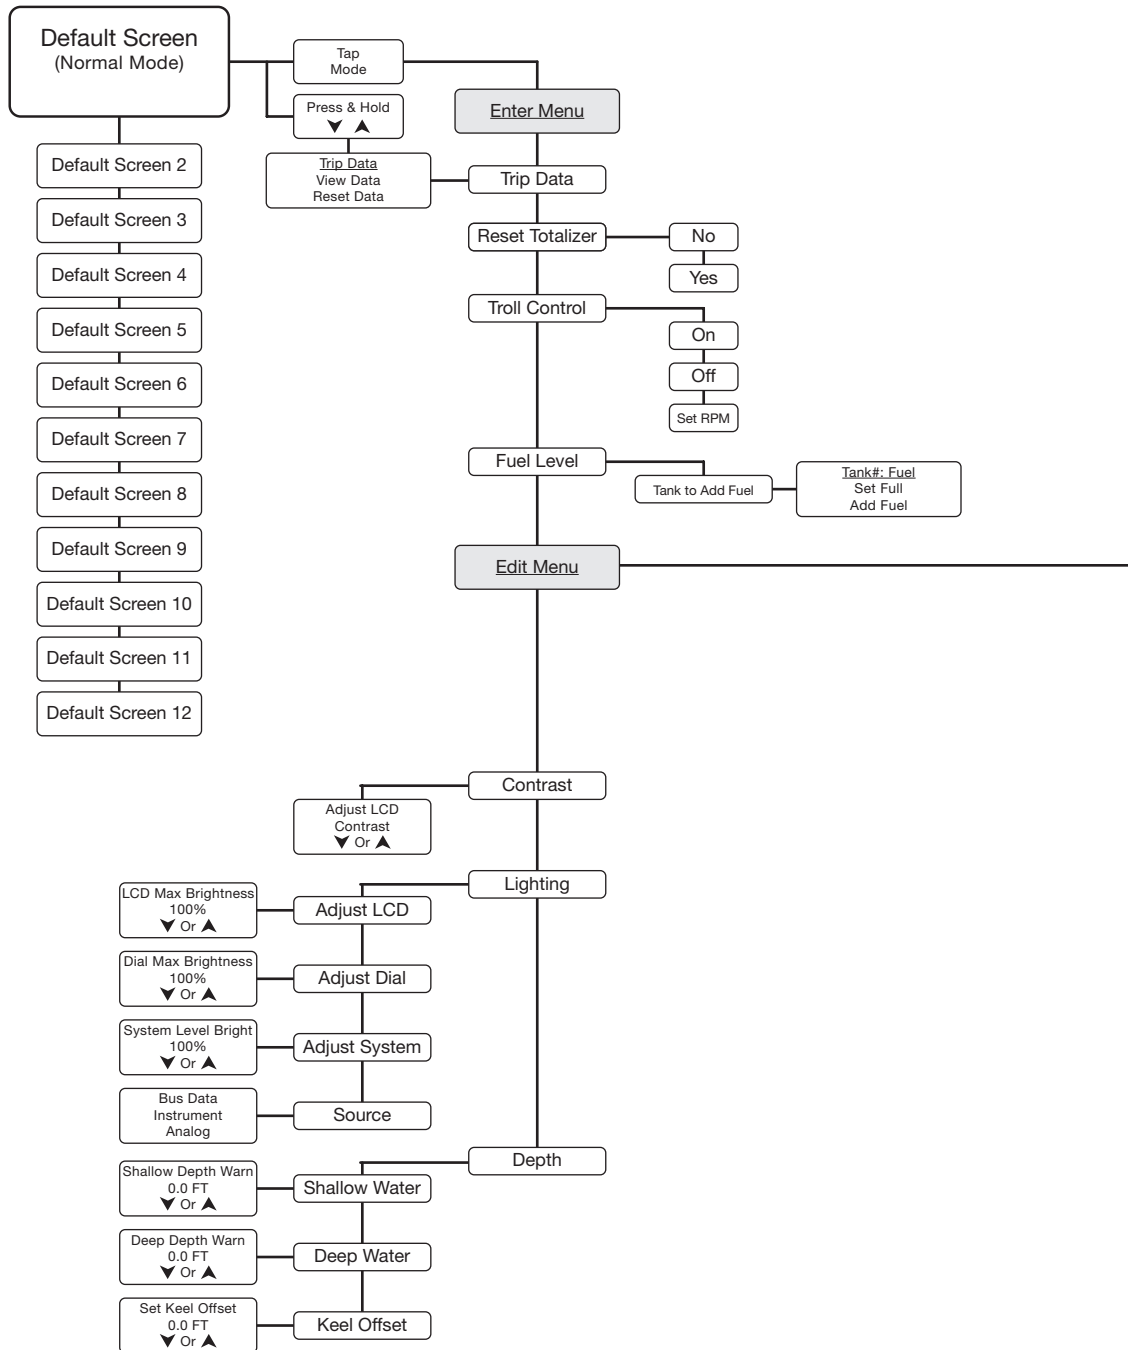 Default Screen
(Normal Mode)
Tap
Mode
Press & Hold
Enter Menu
Default Screen 2
Trip Data
View Data
Reset Data
Trip Data
Default Screen 3
Reset Totalizer
No
Yes
Default Screen 4
Troll Control
Default Screen 5
On
Off
Default Screen 6
Set RPM
Default Screen 7
Fuel Level
Tank to Add Fuel
Tank#: Fuel
Set Full
Add Fuel
Default Screen 8
Default Screen 9
Edit Menu
Default Screen 10
Default Screen 11
Default Screen 12
Contrast
Adjust LCD
Contrast
Or
Lighting
LCD Max Brightness
100%
Or
Adjust LCD
Dial Max Brightness
100%
Or
Adjust Dial
System Level Bright
100%
Or
Adjust System
Bus Data
Instrument
Analog
Source
Depth
Shallow Depth Warn
0.0 FT
Or
Shallow Water
Deep Depth Warn
0.0 FT
Or
Deep Water
Set Keel Offset
0.0 FT
Or
Keel Offset